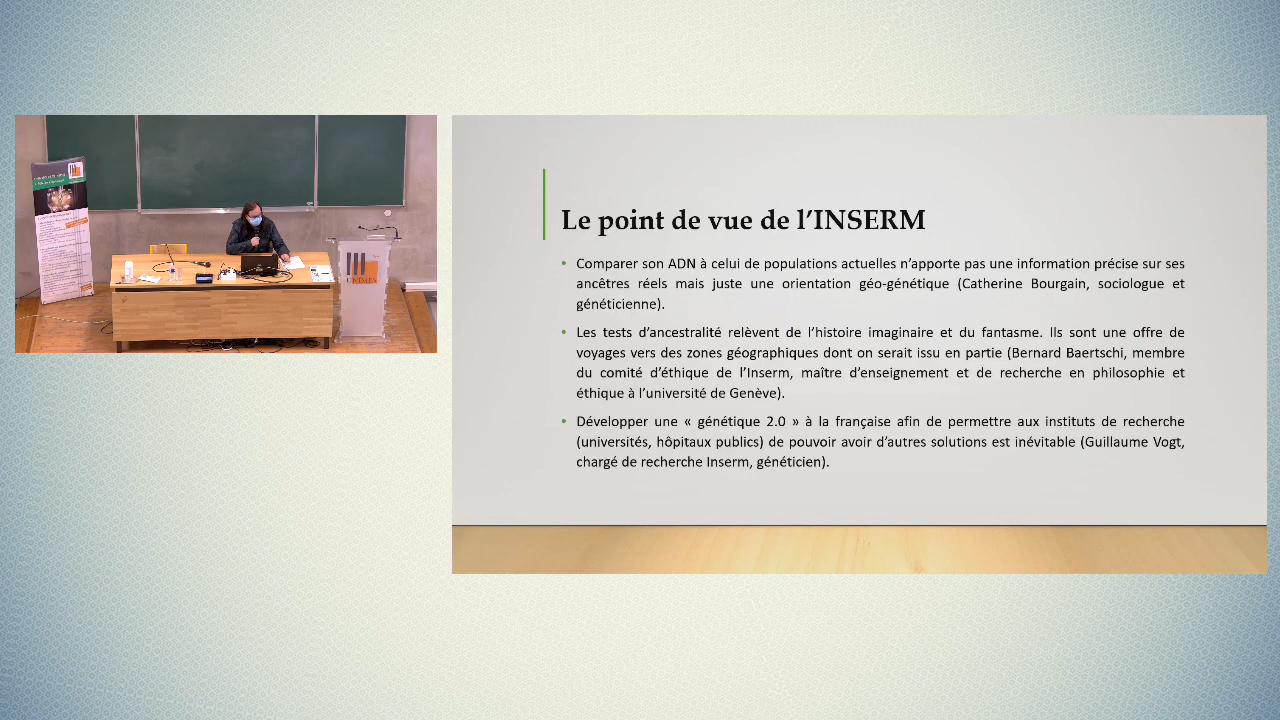 Le point de vue de l’INSERM
• Comparer son ADN à celui de populations actuelles n’apporte pas une information précise sur ses
ancêtres réels mais juste une orientation géo-génétique (Catherine Bourgain, sociologue et
généticienne).
• Les tests d’ancestralité relèvent de l’histoire imaginaire et du fantasme. Ils sont une offre de
voyages vers des zones géographiques dont on serait issu en partie (Bernard Baertschi, membre
du comité d’éthique de l’Inserm, maître d’enseignement et de recherche en philosophie et
éthique à l’université de Genève).
• Développer une « génétique 2.0 » à la française afin de permettre aux instituts de recherche
(universités, hôpitaux publics) de pouvoir avoir d’autres solutions est inévitable (Guillaume Vogt,
chargé de recherche Inserm, généticien).